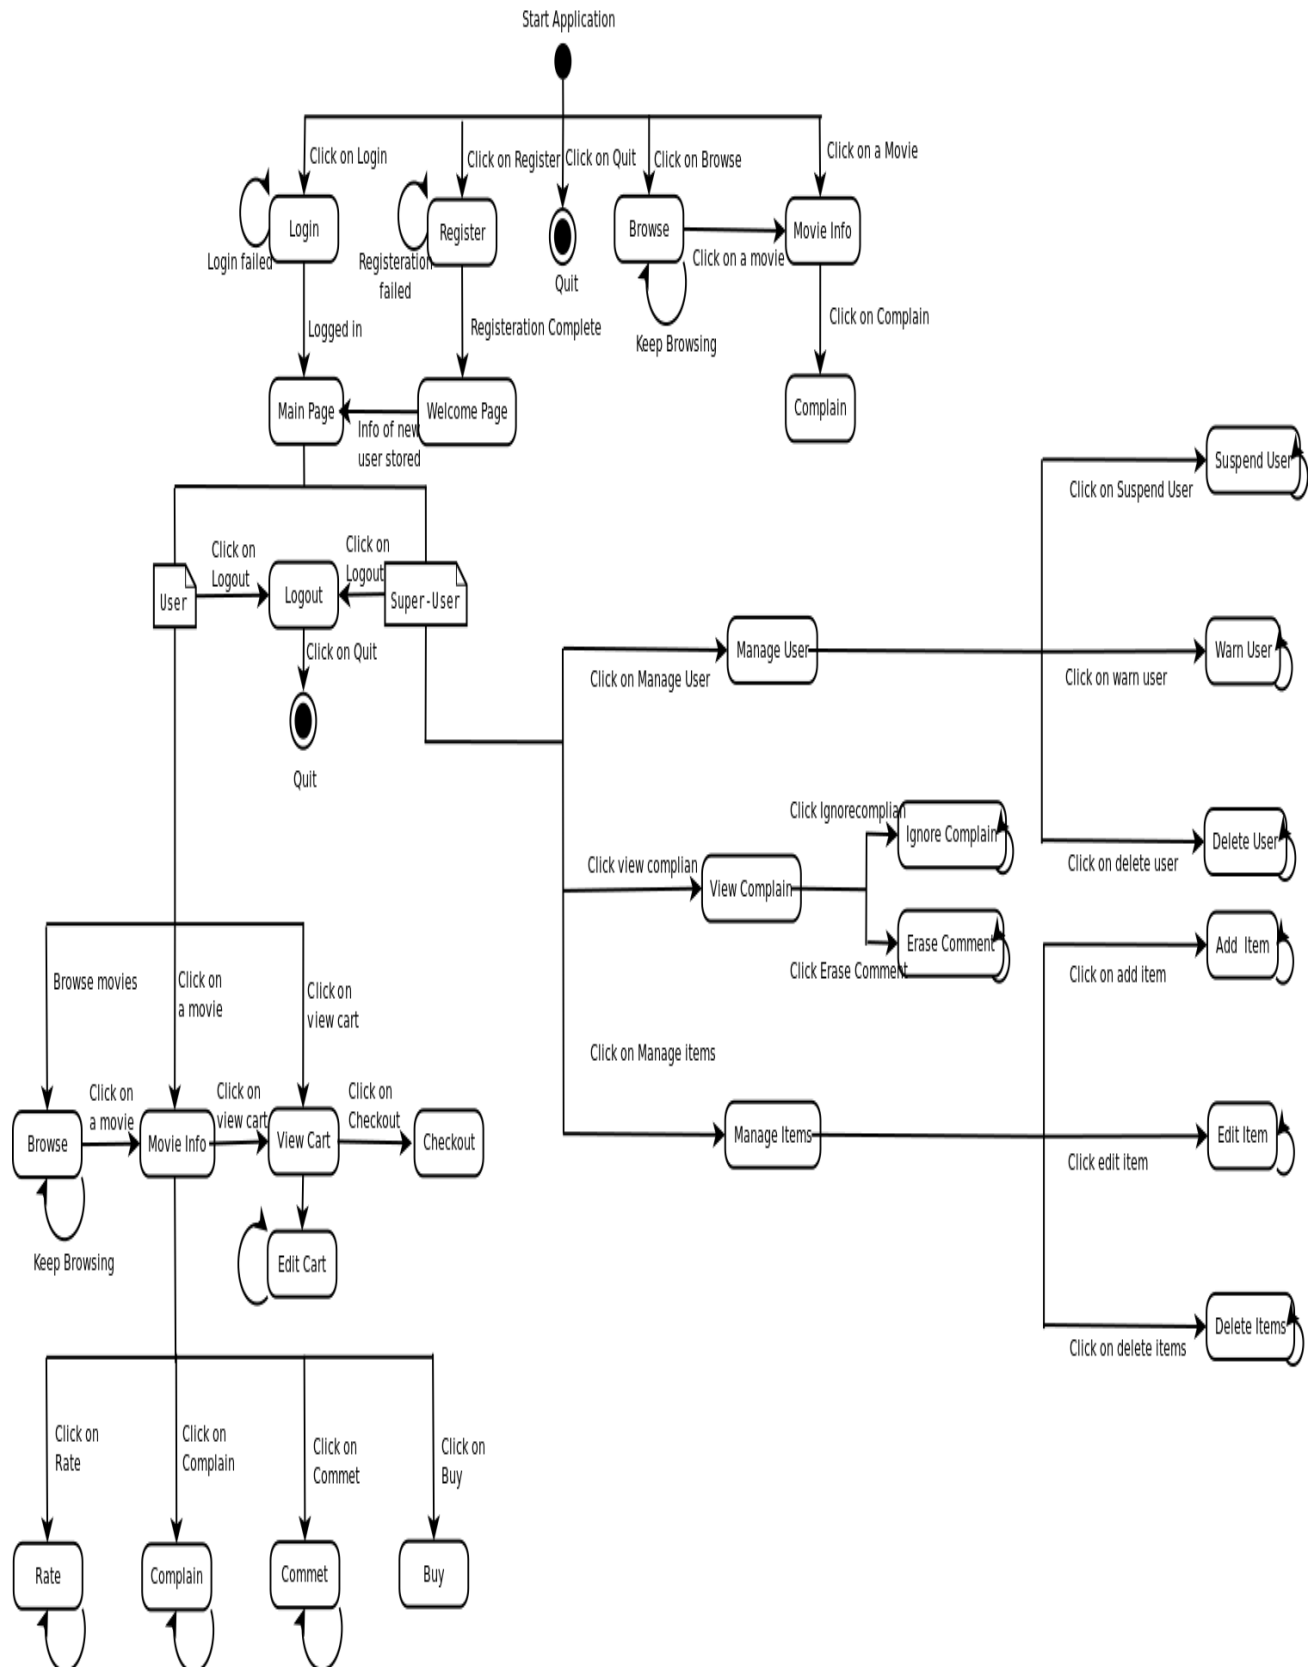 Start Application
Click on Login
Click on Register
Click on Quit
Click on Browse
Click on a Movie
Login
Register
Browse
Movie Info
Login failed
Registeration
failed
Quit
Click on a movie
Keep Browsing
Click on Complain
Logged in
Registeration Complete
Main Page
Welcome Page
Complain
Info of new
user stored
Suspend User
Click on Suspend User
Click on
Logout
Click on
Logout
User
Logout
Super-User
Click on Quit
Quit
Manage User
Click on Manage User
Warn User
Click on warn user
Click Ignorecomplian
Ignore Complain
Delete User
Click on delete user
Click view complian
View Complain
Erase Comment
Click Erase Comment
Add Item
Click on add item
Browse movies
Click on
a movie
Click on
view cart
Click on Manage items
Click on
a movie
Click on
view cart
Click on
Checkout
Browse
Movie Info
View Cart
Checkout
Manage Items
Edit Item
Click edit item
Keep Browsing
Edit Cart
Delete Items
Click on delete items
Click on
Rate
Click on
Complain
Click on
Commet
Click on
Buy
Rate
Complain
Commet
Buy